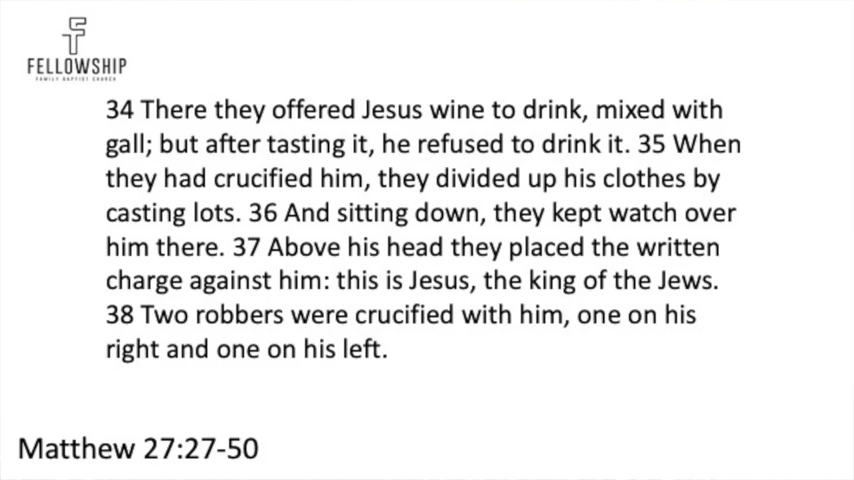 FELLOWSHIP
FAMILY BAPTIST CHURCH
34 There they offered Jesus wine to drink, mixed with
gall; but after tasting it, he refused to drink it. 35 When
they had crucified him, they divided up his clothes by
casting lots. 36 And sitting down, they kept watch over
him there. 37 Above his head they placed the written
charge against him: this is Jesus, the king of the Jews.
38 Two robbers were crucified with him, one on his
right and one on his left.
Matthew 27:27-50